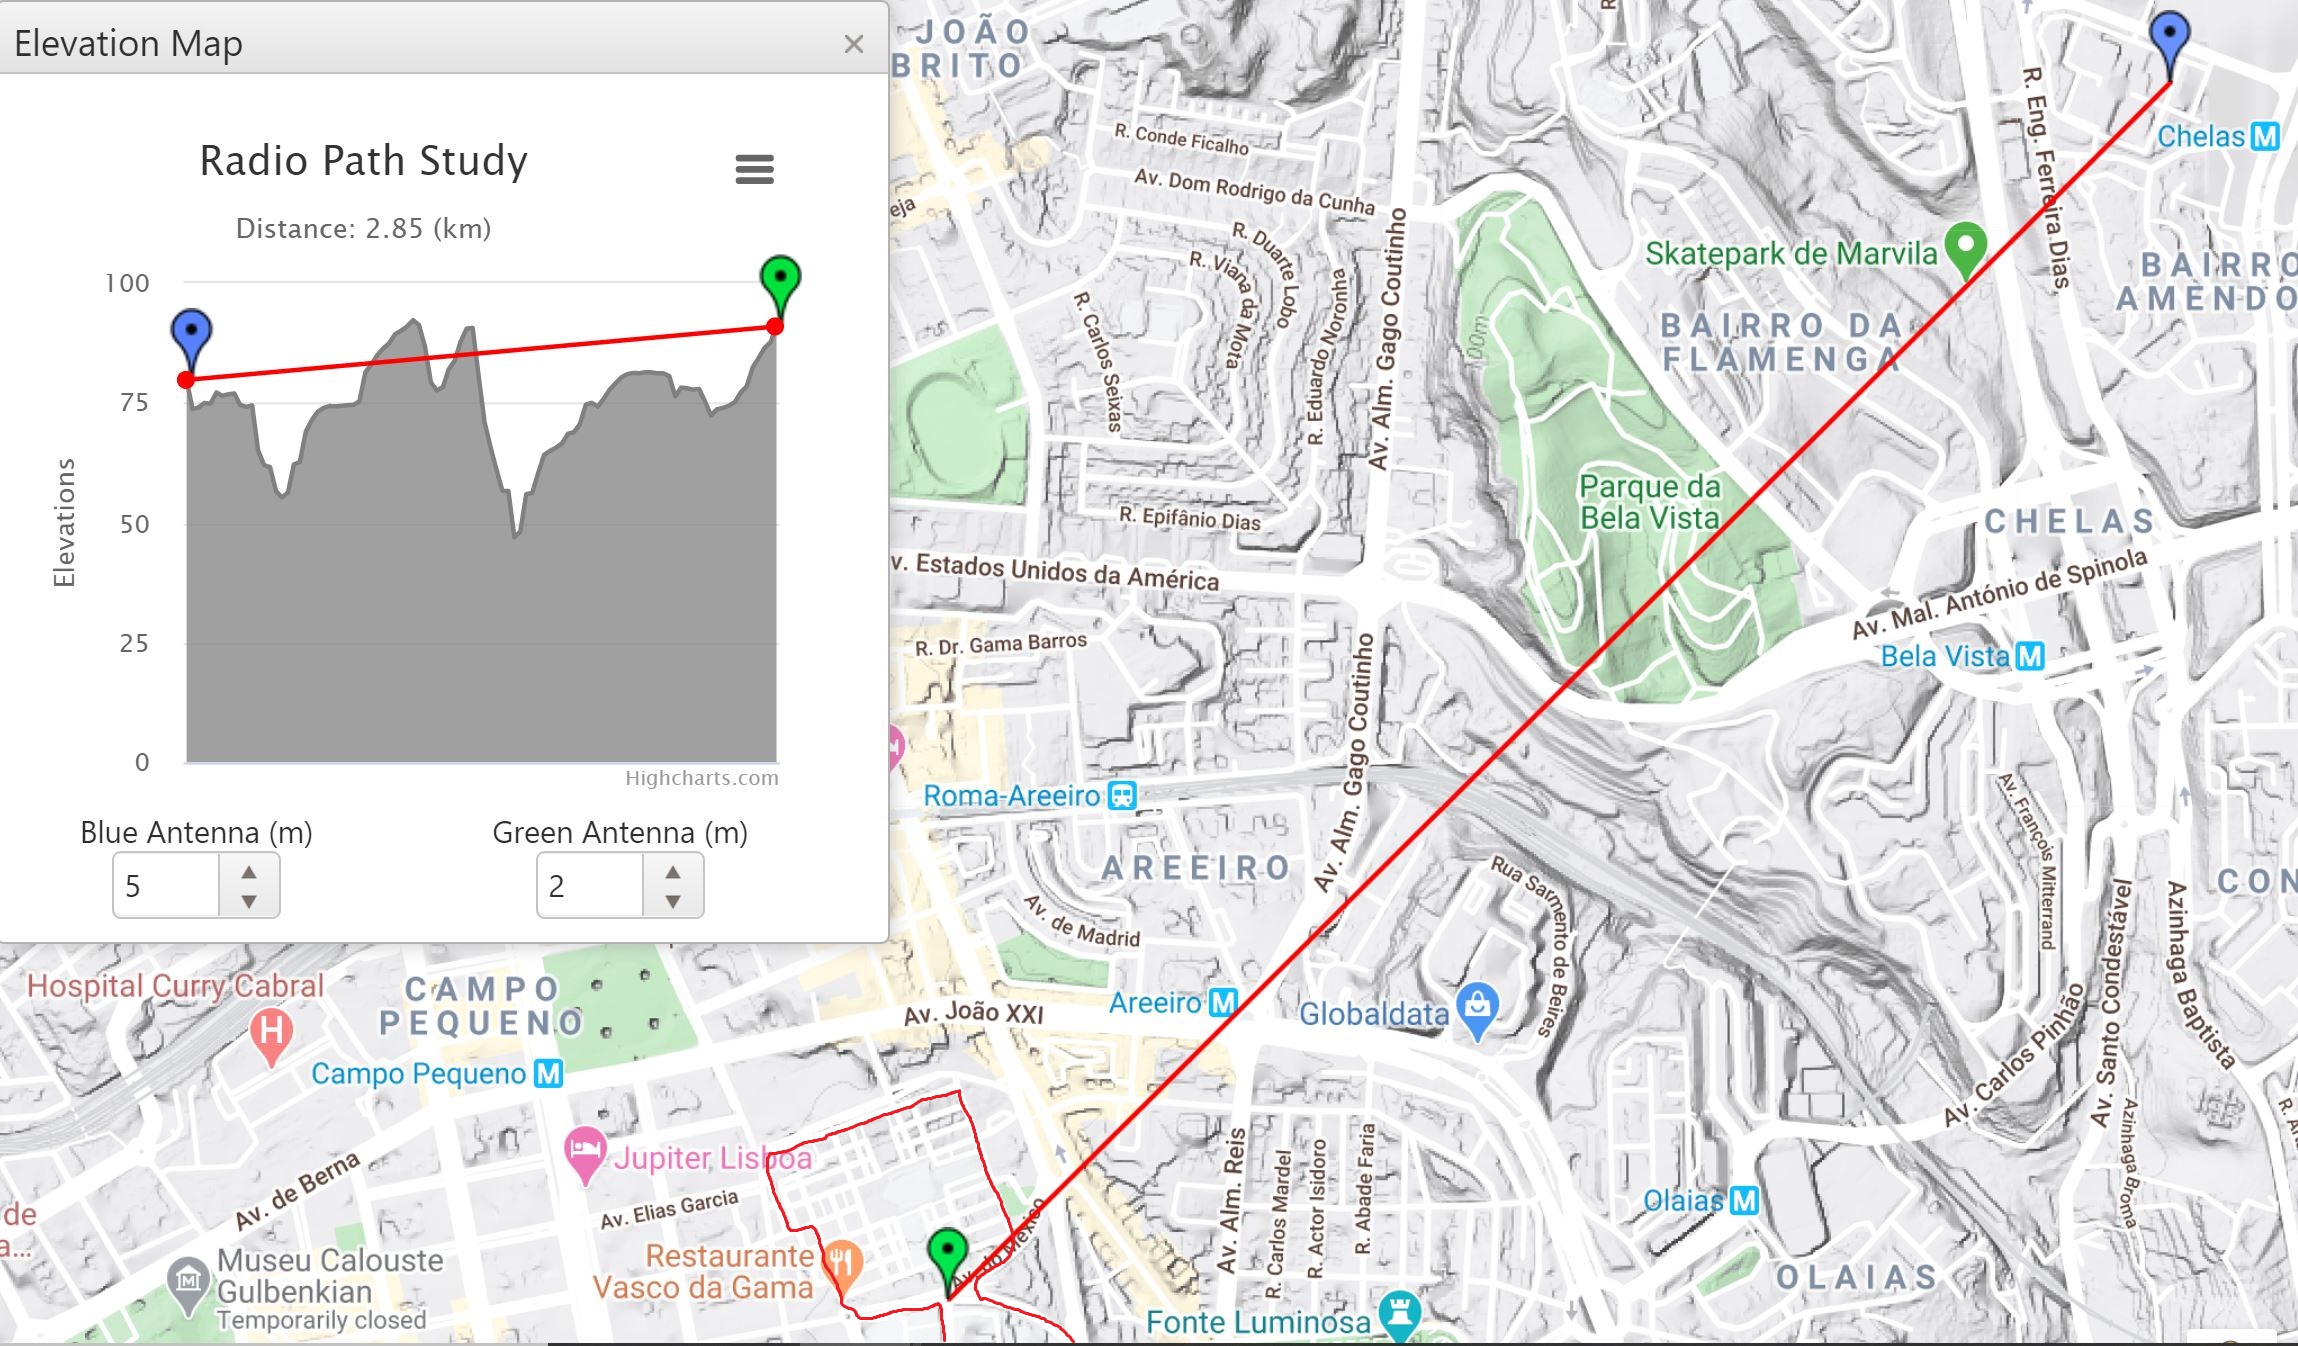 Elevation Map
×
Radio Path Study
Distance: 2.85 (km)
100
75
50
25
0
Elevations
Highcharts.com
Blue Antenna (m)
Green Antenna (m)
5
2
JOÃO
BRITO
R. Conde Ficalho
Av. Dom Rodrigo da Cunha
eja
R. Duarte Lobo
R. Viana da Mota
R. Carlos Seixas
R. Eduardo Noronha
Av. Alm. Gago Coutinho
R. Epifânio Dias
v. Estados Unidos da América
R. Dr. Gama Barros
Av. Alm. Gago Coutinho
Roma-Areeiro
AREEIRO
Av. de Madrid
Areeiro M
Av. João XXI
Globaldata
Rua Sarmento de Beires
R. Eng. Ferreira Dias
Chelas M
Skatepark de Marvila
BAIRRO
AMENDO
BAIRRO DA
FLAMENGA
00m
Parque da
Bela Vista
CHELAS
Av. Mal. António de Spinola
Bela Vista M
Av. François Mitterrand
CON
Av. Santo Condestável
Azinhaga Baptista
Av. Carlos Pinhão
Azinhaga Broma
Olaias M
OLAIAS
Hospital Curry Cabral
H
CAMPO
PEQUENO
Campo Pequeno M
Jupiter Lisboa
Av. de Berna
Av. Elias Garcia
de
a...
Museu Calouste
Gulbenkian
Temporarily closed
Restaurante
Vasco da Gama
Av. do México
Av. Alm. Reis
R. Carlos Mardel
R. Actor Isidoro
R. Abade Faria
Fonte Luminosa